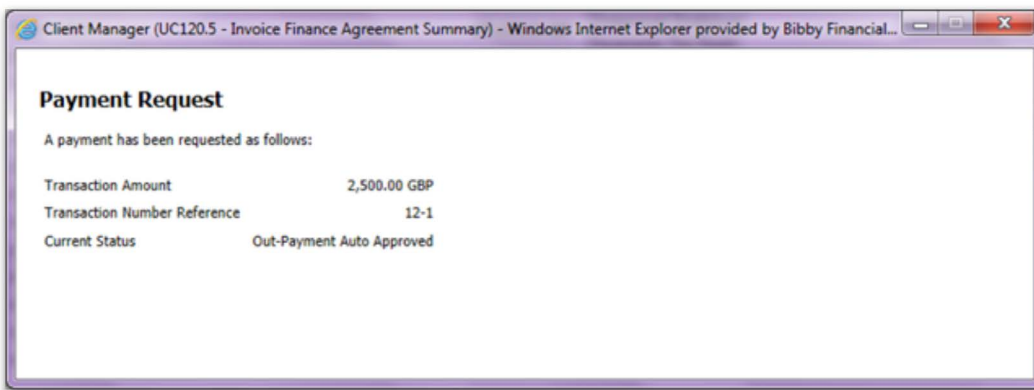 Client Manager (UC120.5 - Invoice Finance Agreement Summary) - Windows Internet Explorer provided by Bibby Financial...
Payment Request
A payment has been requested as follows:
Transaction Amount 2,500.00 GBP
Transaction Number Reference 12-1
Current Status Out-Payment Auto Approved